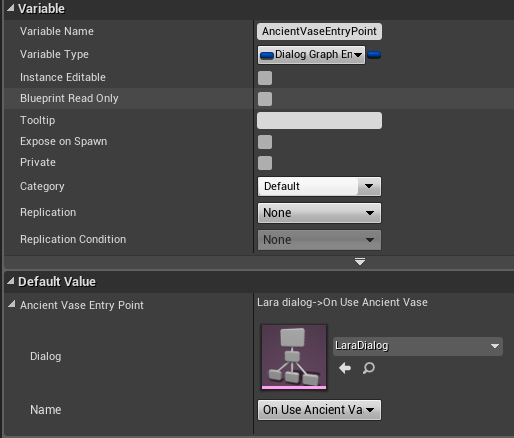 Variable
Variable Name AncientVaseEntryPoint
Variable Type Dialog Graph En
Instance Editable
Blueprint Read Only
Tooltip
Expose on Spawn
Private
Category Default
Replication None
Replication Condition None
Default Value
Ancient Vase Entry Point Lara dialog->On Use Ancient Vase
Dialog LaraDialog
Name On Use Ancient Va